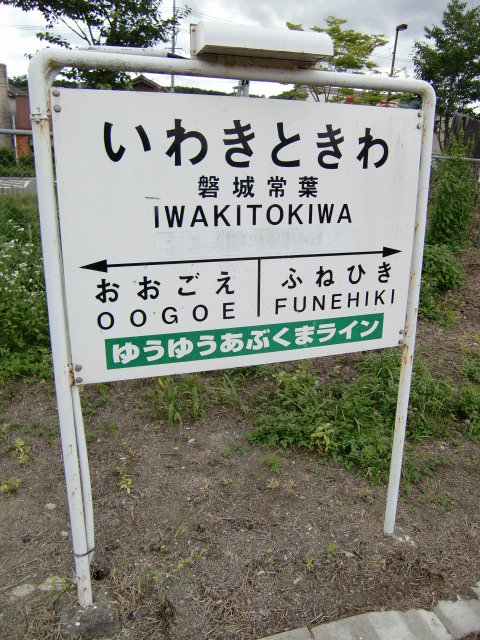 いわきときわ
磐城常葉
IWAKITOKIWA
おおごえ ふねひき
OOGOE FUNEHIKI
ゆうゆうあぶくまライン